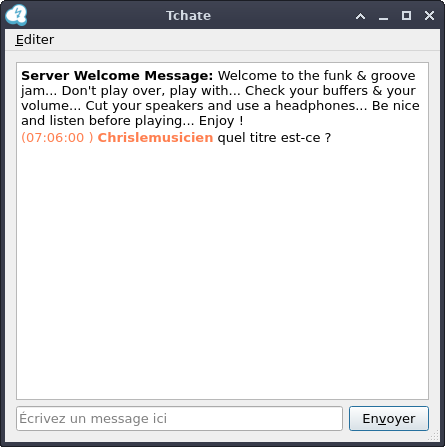 Tchate
Editer
Server Welcome Message: Welcome to the funk & groove
jam... Don't play over, play with... Check your buffers & your
volume... Cut your speakers and use a headphones... Be nice
and listen before playing... Enjoy !
(07:06:00 ) Chrislemusicien quel titre est-ce ?
Écrivez un message ici
Envoyer